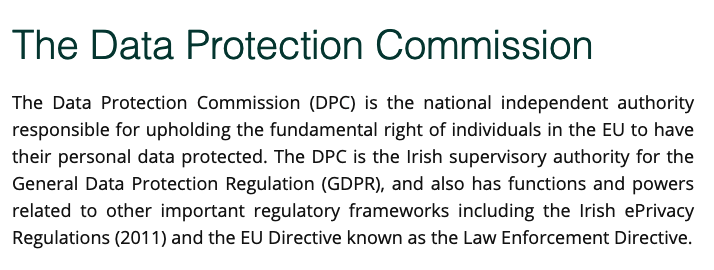 The Data Protection Commission
The Data Protection Commission (DPC) is the national independent authority
responsible for upholding the fundamental right of individuals in the EU to have
their personal data protected. The DPC is the Irish supervisory authority for the
General Data Protection Regulation (GDPR), and also has functions and powers
related to other important regulatory frameworks including the Irish ePrivacy
Regulations (2011) and the EU Directive known as the Law Enforcement Directive.